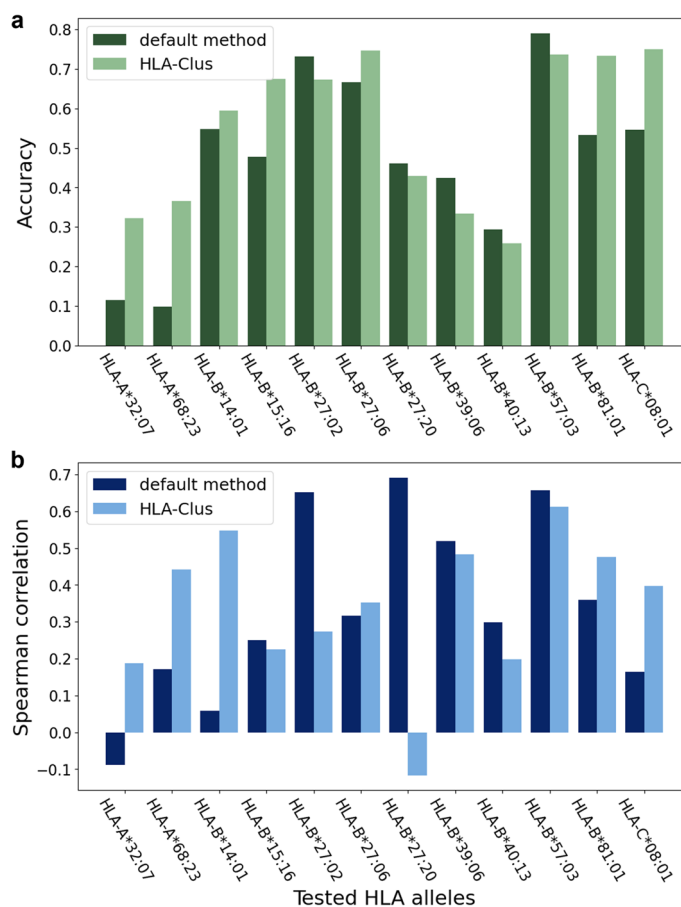 a
default method
HLA-Clus
Accuracy
0.8
0.7
0.6
0.5
0.4
0.3
0.2
0.1
0.0
HLA-A*32:07
HLA-A*68:23
HLA-B*14:01
HLA-B*15:16
HLA-B*27:02
HLA-B*27:06
HLA-B*27:20
HLA-B*39:06
HLA-B*40:13
HLA-B*57:03
HLA-B*81:01
HLA-C*08:01
b
default method
HLA-Clus
Spearman correlation
0.7
0.6
0.5
0.4
0.3
0.2
0.1
0.0
−0.1
HLA-A*32:07
HLA-A*68:23
HLA-B*14:01
HLA-B*15:16
HLA-B*27:02
HLA-B*27:06
HLA-B*27:20
HLA-B*39:06
HLA-B*40:13
HLA-B*57:03
HLA-B*81:01
HLA-C*08:01
Tested HLA alleles